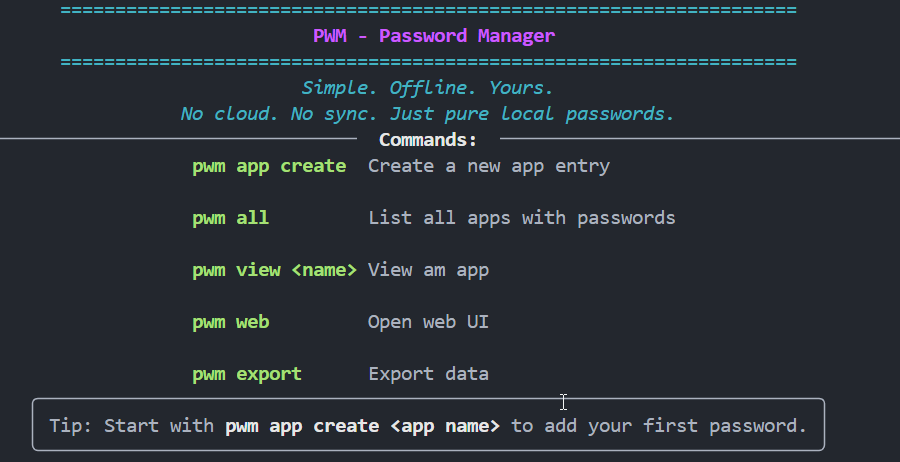 ===================================================================
PWM - Password Manager
===================================================================
Simple. Offline. Yours.
No cloud. No sync. Just pure local passwords.
Commands:
pwm app create Create a new app entry
pwm all List all apps with passwords
pwm view <name> View am app
pwm web Open web UI
pwm export Export data
Tip: Start with pwm app create <app name> to add your first password.